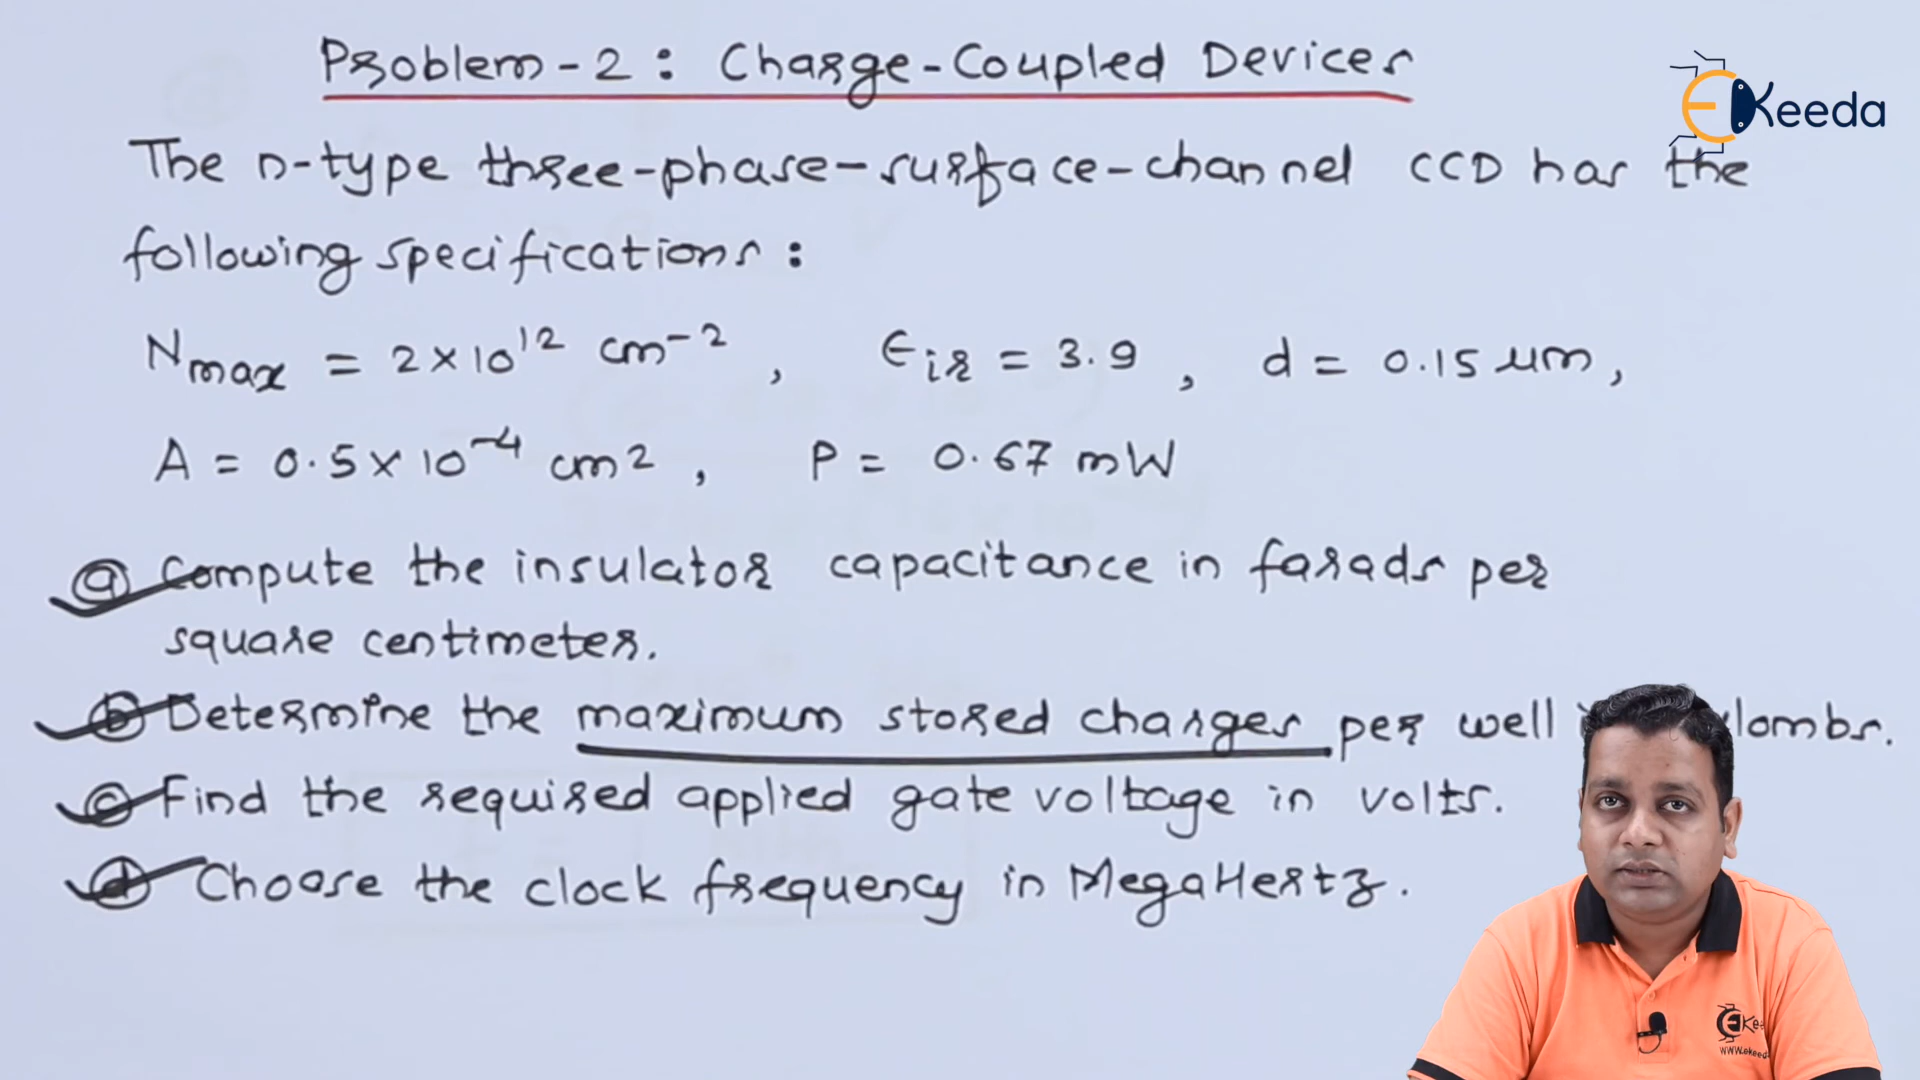 Problem-2: Charge-Coupled Devices
EKeeda
The n-type three-phase-surface-channel CCD has the
following specifications:
Nmax = 2×10^12 cm^-2, ϵir = 3.9, d = 0.15 μm,
A = 0.5×10^-4 cm2, P = 0.67 mW
(a) Compute the insulator capacitance in farads per
square centimeter.
(b) Determine the maximum stored charges per well
(c) Find the required applied gate voltage in volts.
(d) Choose the clock frequency in MegaHertz.